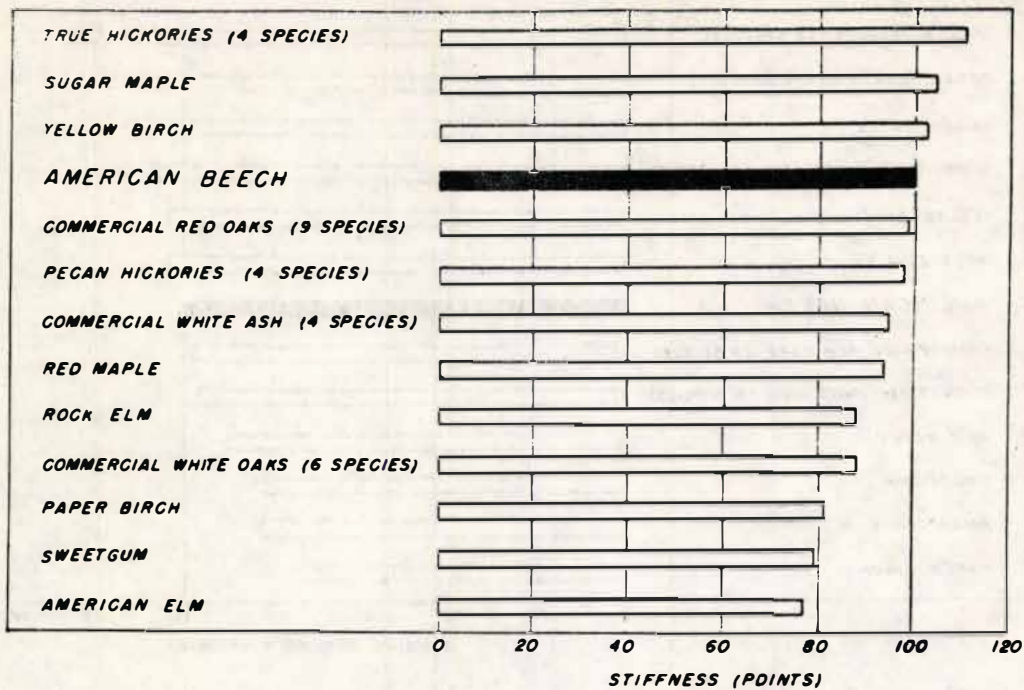 TRUE HICKORIES (4 SPECIES)
SUGAR MAPLE
YELLOW BIRCH
AMERICAN BEECH
COMMERCIAL RED OAKS (9 SPECIES)
PECAN HICKORIES (4 SPECIES)
COMMERCIAL WHITE ASH (4 SPECIES)
RED MAPLE
ROCK ELM
COMMERCIAL WHITE OAKS (6 SPECIES)
PAPER BIRCH
SWEETGUM
AMERICAN ELM
0 20 40 60 80 100 120
STIFFNESS (POINTS)